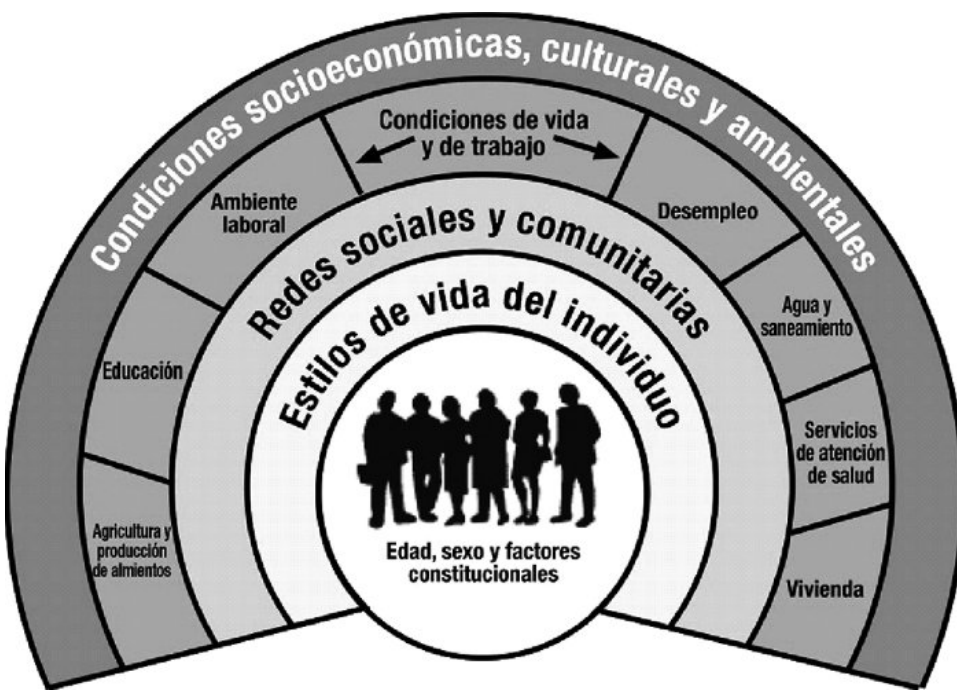 Condiciones socioeconómicas, culturales y ambientales
Condiciones de vida
y de trabajo
Agricultura y
producción
de almientos
Educación
Ambiente
laboral
Desempleo
Agua y
saneamiento
Servicios
de atención
de salud
Vivienda
Redes sociales y comunitarias
Estilos de vida del individuo
Edad, sexo y factores
constitucionales